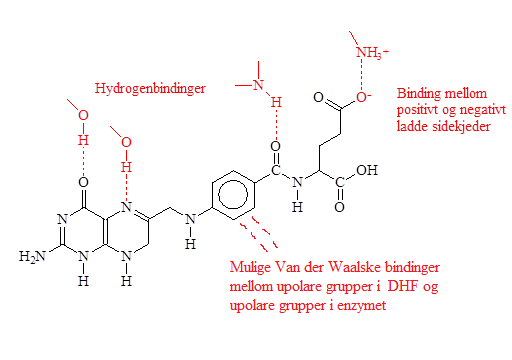 NH₃⁺
Hydrogenbindinger
N
H
O
H
O
H
O
O-
Binding mellom
positivt og negativt
ladde sidekjeder
O
O
C
N
H
OH
C
O
N
N
N
H
H₂N
N
H
N
H
Mulige Van der Waalske bindinger
mellom upolare grupper i DHF og
upolare grupper i enzymet